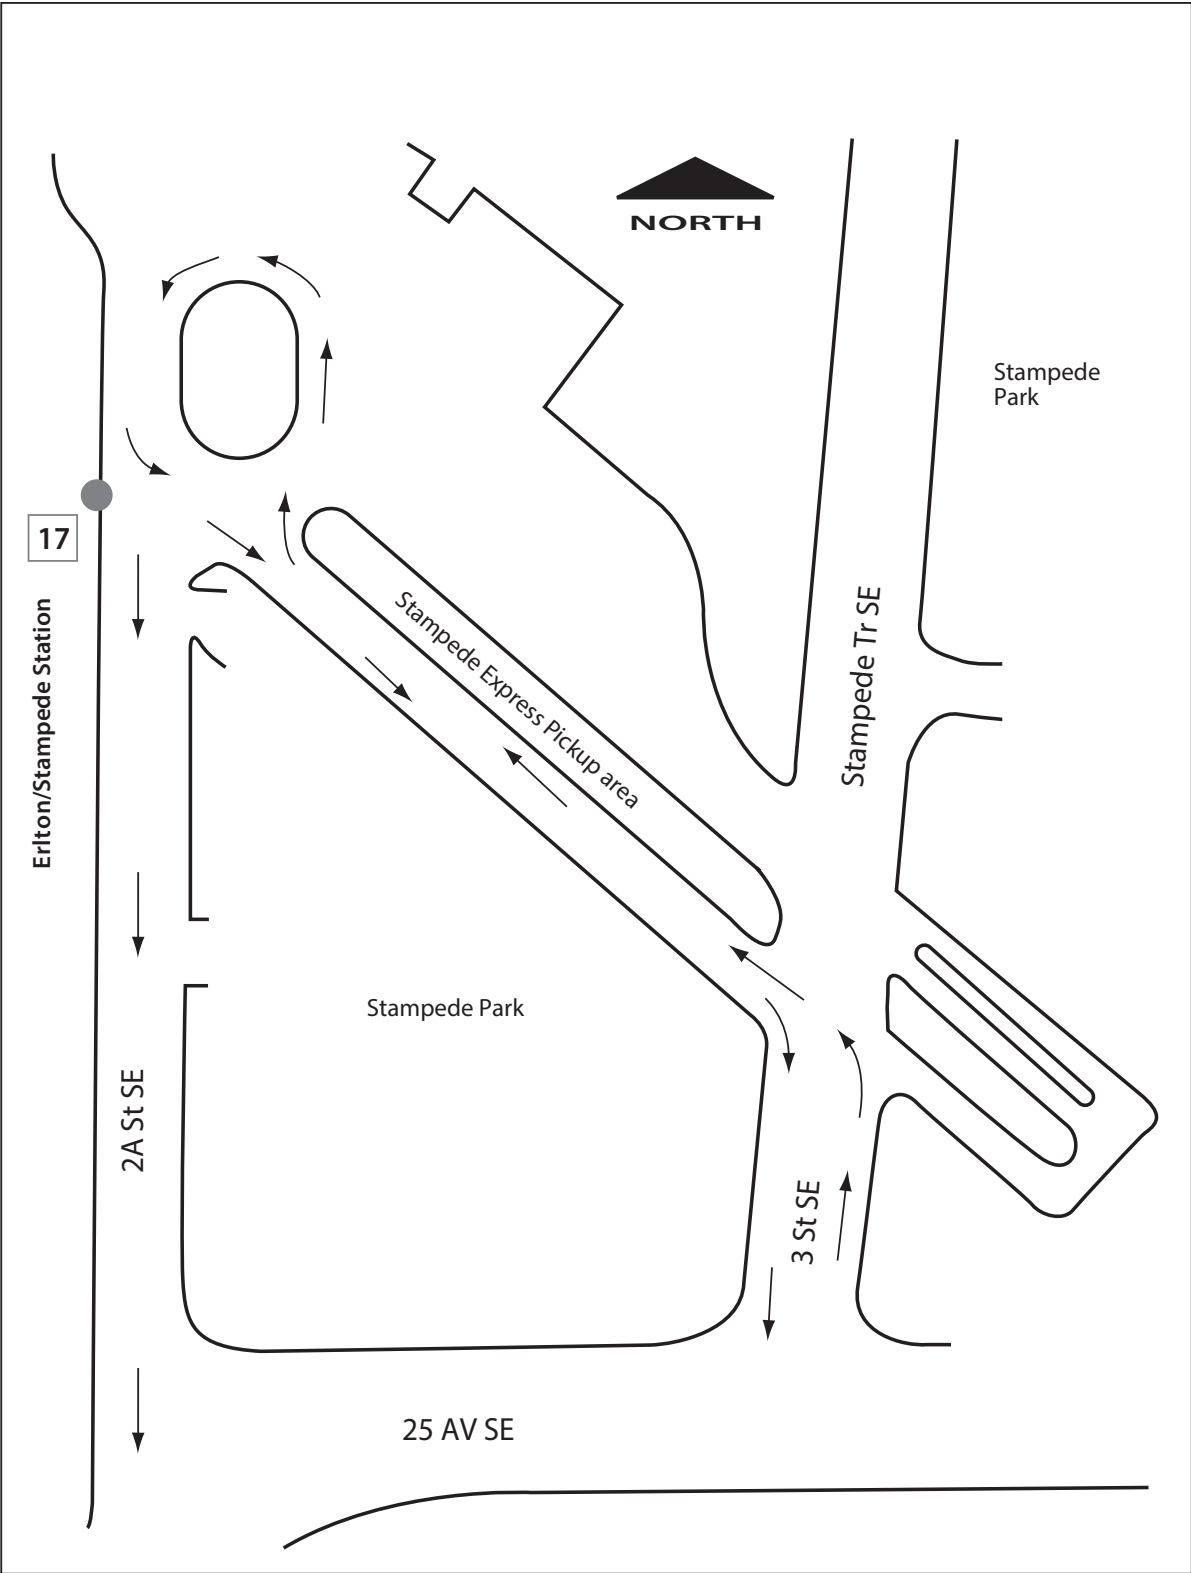 NORTH
Stampede
Park
17
Erlton/Stampede Station
Stampede Express Pickup area
Stampede Tr SE
Stampede Park
2A St SE
3 St SE
25 AV SE